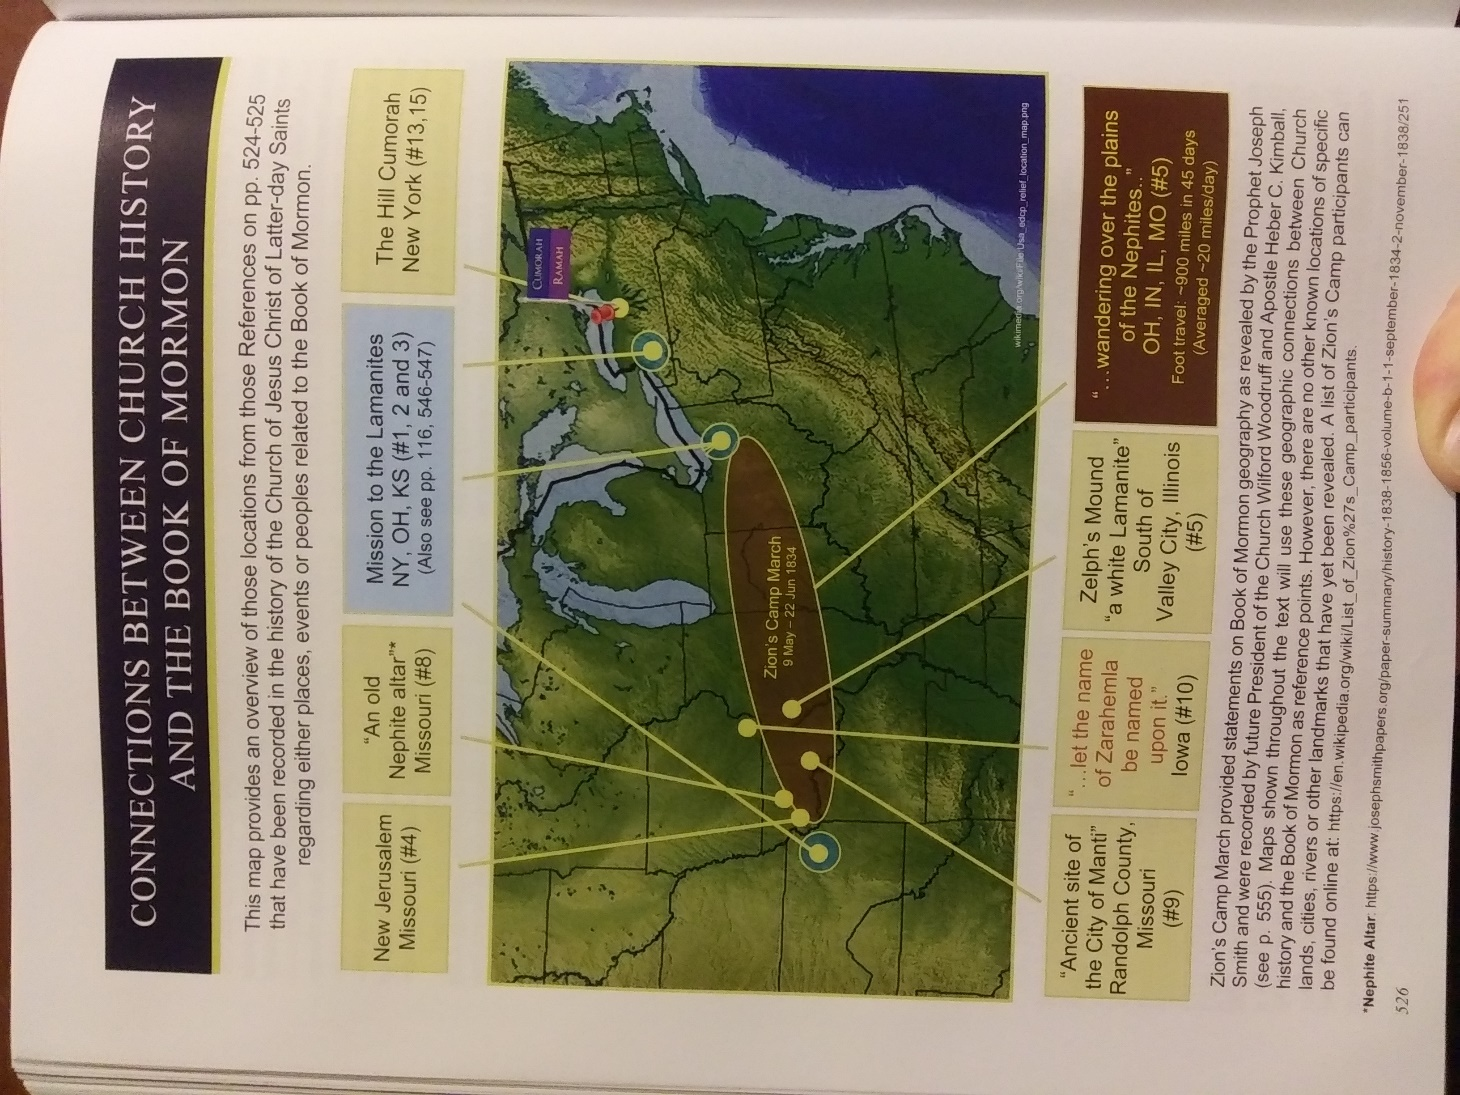 CONNECTIONS BETWEEN CHURCH HISTORY
AND THE BOOK OF MORMON
This map provides an overview of those locations from those References on pp. 524-525
that have been recorded in the history of the Church of Jesus Christ of Latter-day Saints
regarding either places, events or peoples related to the Book of Mormon.
New Jerusalem
Missouri (#4)
"An old
Nephite altar"*
Missouri (#8)
Mission to the Lamanites
NY, OH, KS (#1, 2 and 3)
(Also see pp. 116, 546-547)
The Hill Cumorah
New York (#13,15)
CUMORAH
RAMAH
Zion's Camp March
9 May – 22 Jun 1834
wikimedia.org/wiki/File:Usa_edcp_relief_location_map.png
"Ancient site of
the City of Manti"
Randolph County,
Missouri
(#9)
"...let the name
of Zarahemla
be named
upon it."
Iowa (#10)
Zelph's Mound
"a white Lamanite"
South of
Valley City, Illinois
(#5)
"...wandering over the plains
of the Nephites.."
OH, IN, IL, MO (#5)
Foot travel: ~900 miles in 45 days
(Averaged ~20 miles/day)
Zion's Camp March provided statements on Book of Mormon geography as revealed by the Prophet Joseph
Smith and were recorded by future President of the Church Wilford Woodruff and Apostle Heber C. Kimball,
(see p. 555). Maps shown throughout the text will use these geographic connections between Church
history and the Book of Mormon as reference points. However, there are no other known locations of specific
lands, cities, rivers or other landmarks that have yet been revealed. A list of Zion's Camp participants can
be found online at: https://en.wikipedia.org/wiki/List_of_Zion%27s_Camp_participants.
*Nephite Altar: https://www.josephsmithpapers.org/paper-summary/history-1838-1856-volume-b-1-1-september-1834-2-november-1838/251
526